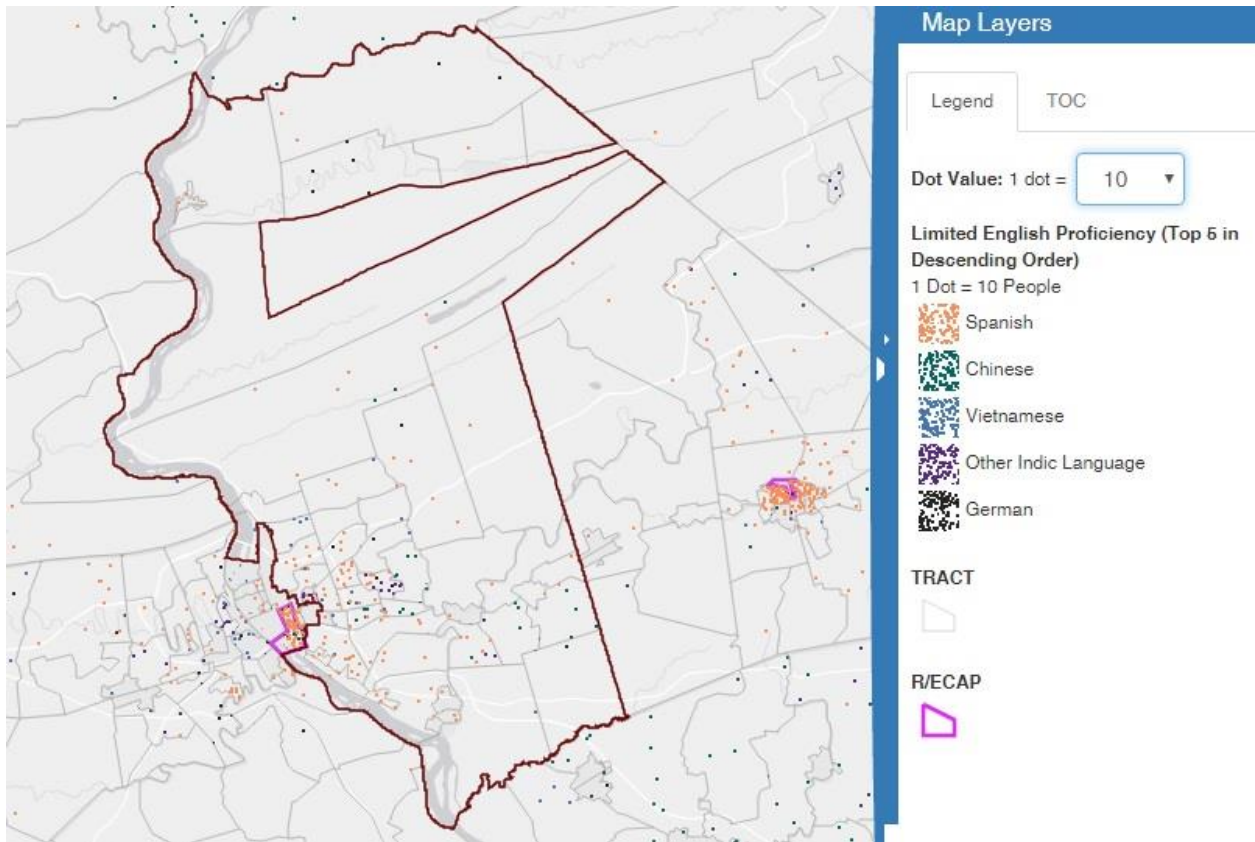 Map Layers
Legend TOC
Dot Value: 1 dot = 10
Limited English Proficiency (Top 5 in
Descending Order)
1 Dot = 10 People
Spanish
Chinese
Vietnamese
Other Indic Language
German
TRACT
R/ECAP